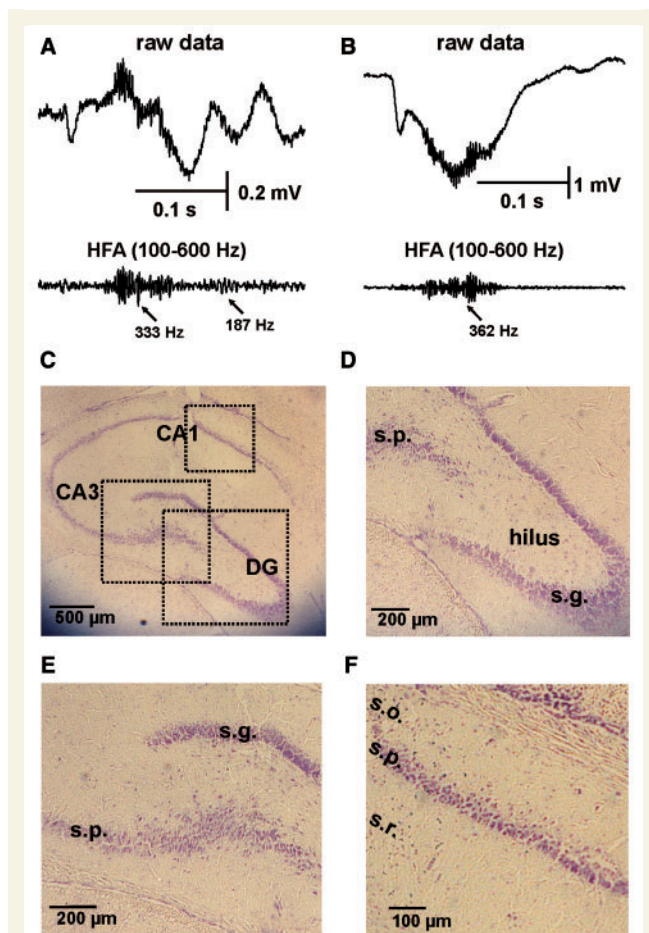 A
raw data
0.2 mV
0.1 s
HFA (100-600 Hz)
333 Hz
187 Hz
B
raw data
1 mV
0.1 s
HFA (100-600 Hz)
362 Hz
C
CA1
CA3
DG
500 µm
D
s.p.
hilus
s.g.
200 µm
E
s.g.
s.p.
200 µm
F
s.o.
s.p.
s.r.
100 µm